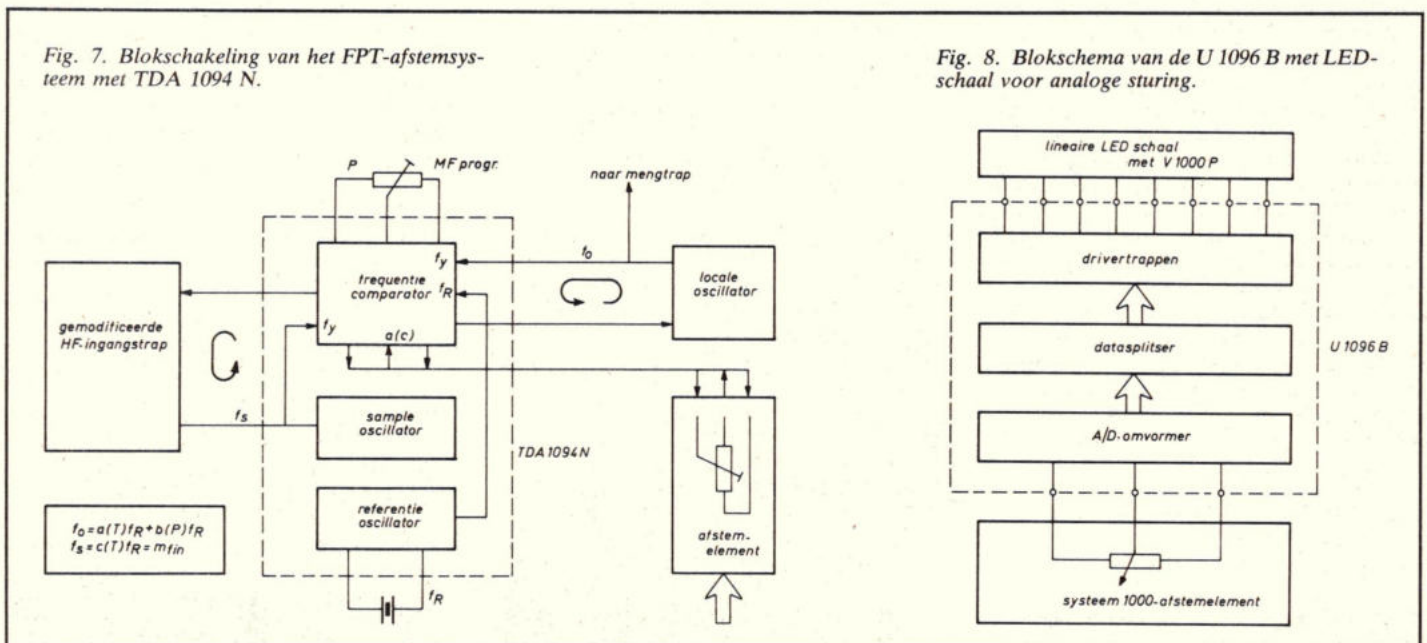 Fig. 7. Blokschakeling van het FPT-afstemsys-
teem met TDA 1094 N.
P
MF progr.
naar mengtrap
gemodificeerde
HF-ingangstrap
frequentie
comparator
fy
fR
fy
a(c)
fo
locale
oscillator
fs
sample
oscillator
TDA 1094N
referentie
oscillator
afstem-
element
fR
fo = a(T)fR + b(P)fR
fs = c(T)fR = mfin
Fig. 8. Blokschema van de U 1096 B met LED-
schaal voor analoge sturing.
lineaire LED schaal
met V 1000 P
drivertrappen
datasplitser
U 1096 B
A/D-omvormer
systeem 1000-afstemelement